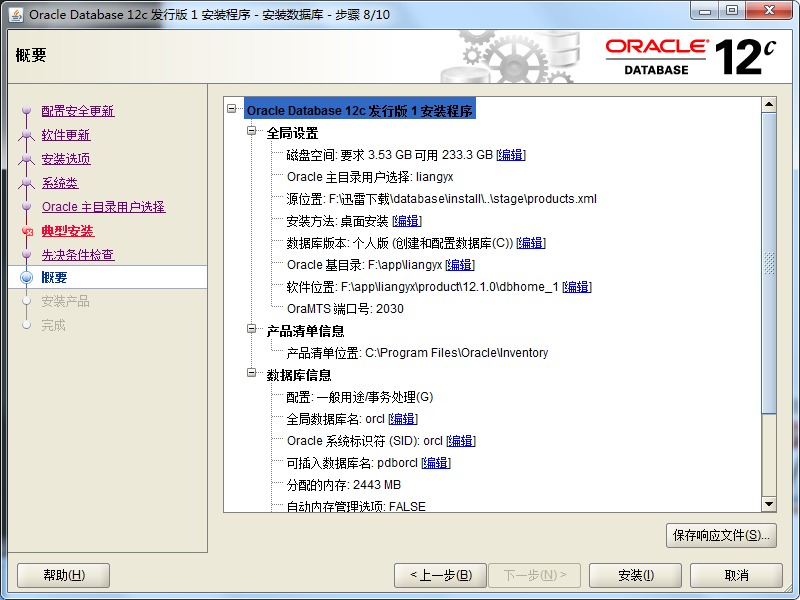 Oracle Database 12c 发行版 1 安装程序 - 安装数据库 - 步骤 8/10
概要
ORACLE®
DATABASE
12c
配置安全更新
软件更新
安装选项
系统类
Oracle 主目录用户选择
典型安装
先决条件检查
概要
安装产品
完成
Oracle Database 12c 发行版 1 安装程序
全局设置
磁盘空间: 要求 3.53 GB 可用 233.3 GB [编辑]
Oracle 主目录用户选择: liangyx
源位置: F:\迅雷下载\database\install\..\stage\products.xml
安装方法: 桌面安装 [编辑]
数据库版本: 个人版 (创建和配置数据库(C)) [编辑]
Oracle 基目录: F:\app\liangyx [编辑]
软件位置: F:\app\liangyx\product\12.1.0\dbhome_1 [编辑]
OraMTS 端口号: 2030
产品清单信息
产品清单位置: C:\Program Files\Oracle\Inventory
数据库信息
配置: 一般用途/事务处理(G)
全局数据库名: orcl [编辑]
Oracle 系统标识符 (SID): orcl [编辑]
可插入数据库名: pdborcl [编辑]
分配的内存: 2443 MB
自动内存管理选项: FALSE
保存响应文件(S)...
帮助(H)
< 上一步(B)
下一步(N) >
安装(I)
取消